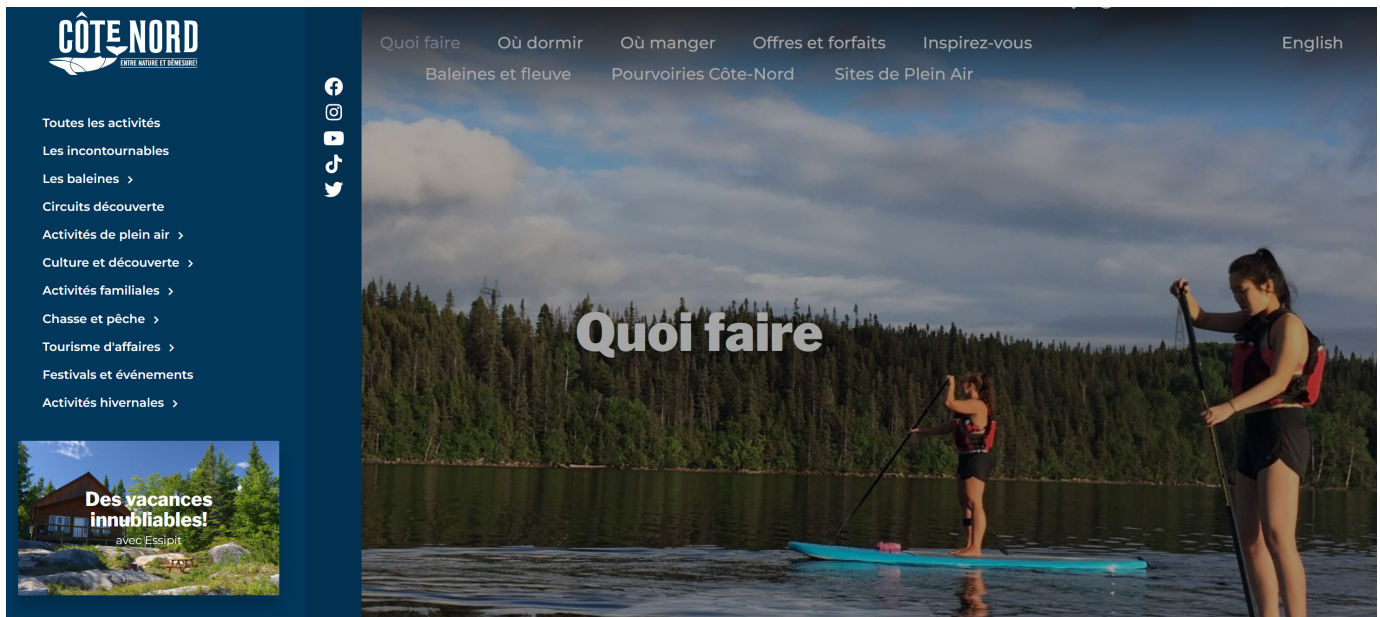 CÔTE NORD
ENTRE NATURE ET DÉMESURE!
Toutes les activités
Les incontournables
Les baleines
Circuits découverte
Activités de plein air
Culture et découverte
Activités familiales
Chasse et pêche
Tourisme d'affaires
Festivals et événements
Activités hivernales
Des vacances
innubliables!
avec Essipit
Quoi faire Où dormir Où manger Offres et forfaits Inspirez-vous English
Baleines et fleuve Pourvoiries Côte-Nord Sites de Plein Air
Quoi faire